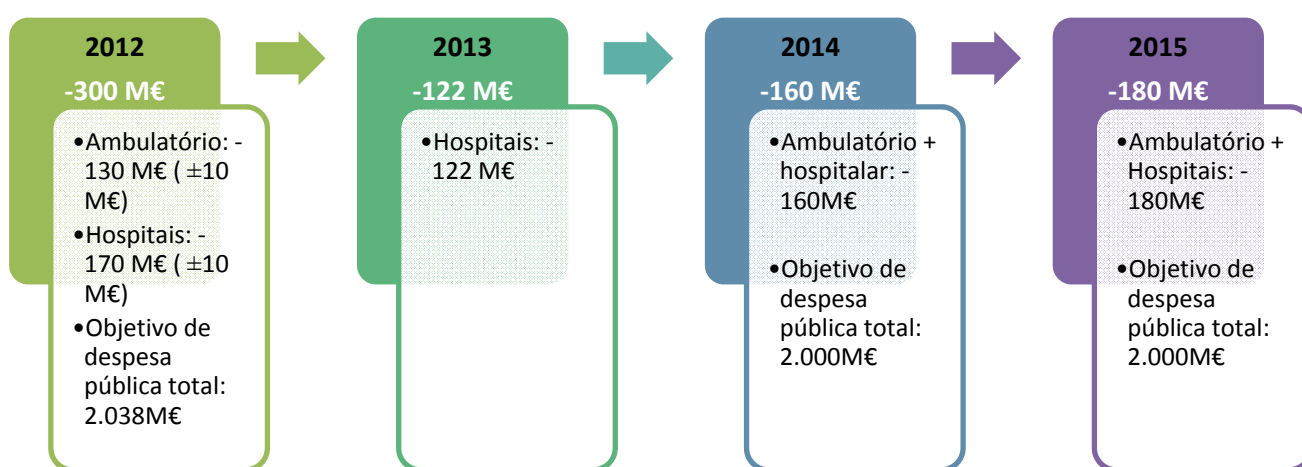 2012
-300 M€
•Ambulatório: -
130 M€ ( ±10
M€)
•Hospitais: -
170 M€ ( ±10
M€)
•Objetivo de
despesa
pública total:
2.038M€
2013
-122 M€
•Hospitais: -
122 M€
2014
-160 M€
•Ambulatório +
hospitalar: -
160M€
•Objetivo de
despesa
pública total:
2.000M€
2015
-180 M€
•Ambulatório +
Hospitais: -
180M€
•Objetivo de
despesa
pública total:
2.000M€